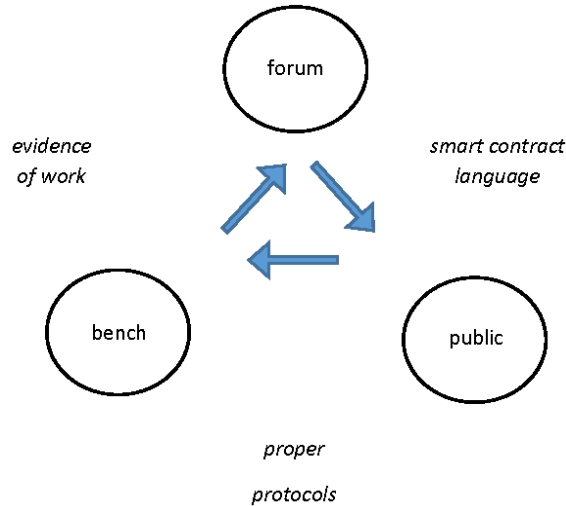 forum
evidence
of work
smart contract
language
bench
public
proper
protocols